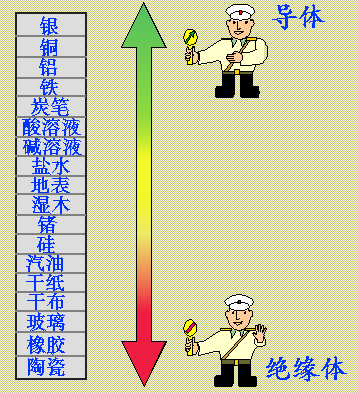 银
铜
铝
铁
炭笔
酸溶液
碱溶液
盐水
地表
湿木
锗
硅
汽油
干纸
干布
玻璃
橡胶
陶瓷
导体
绝缘体